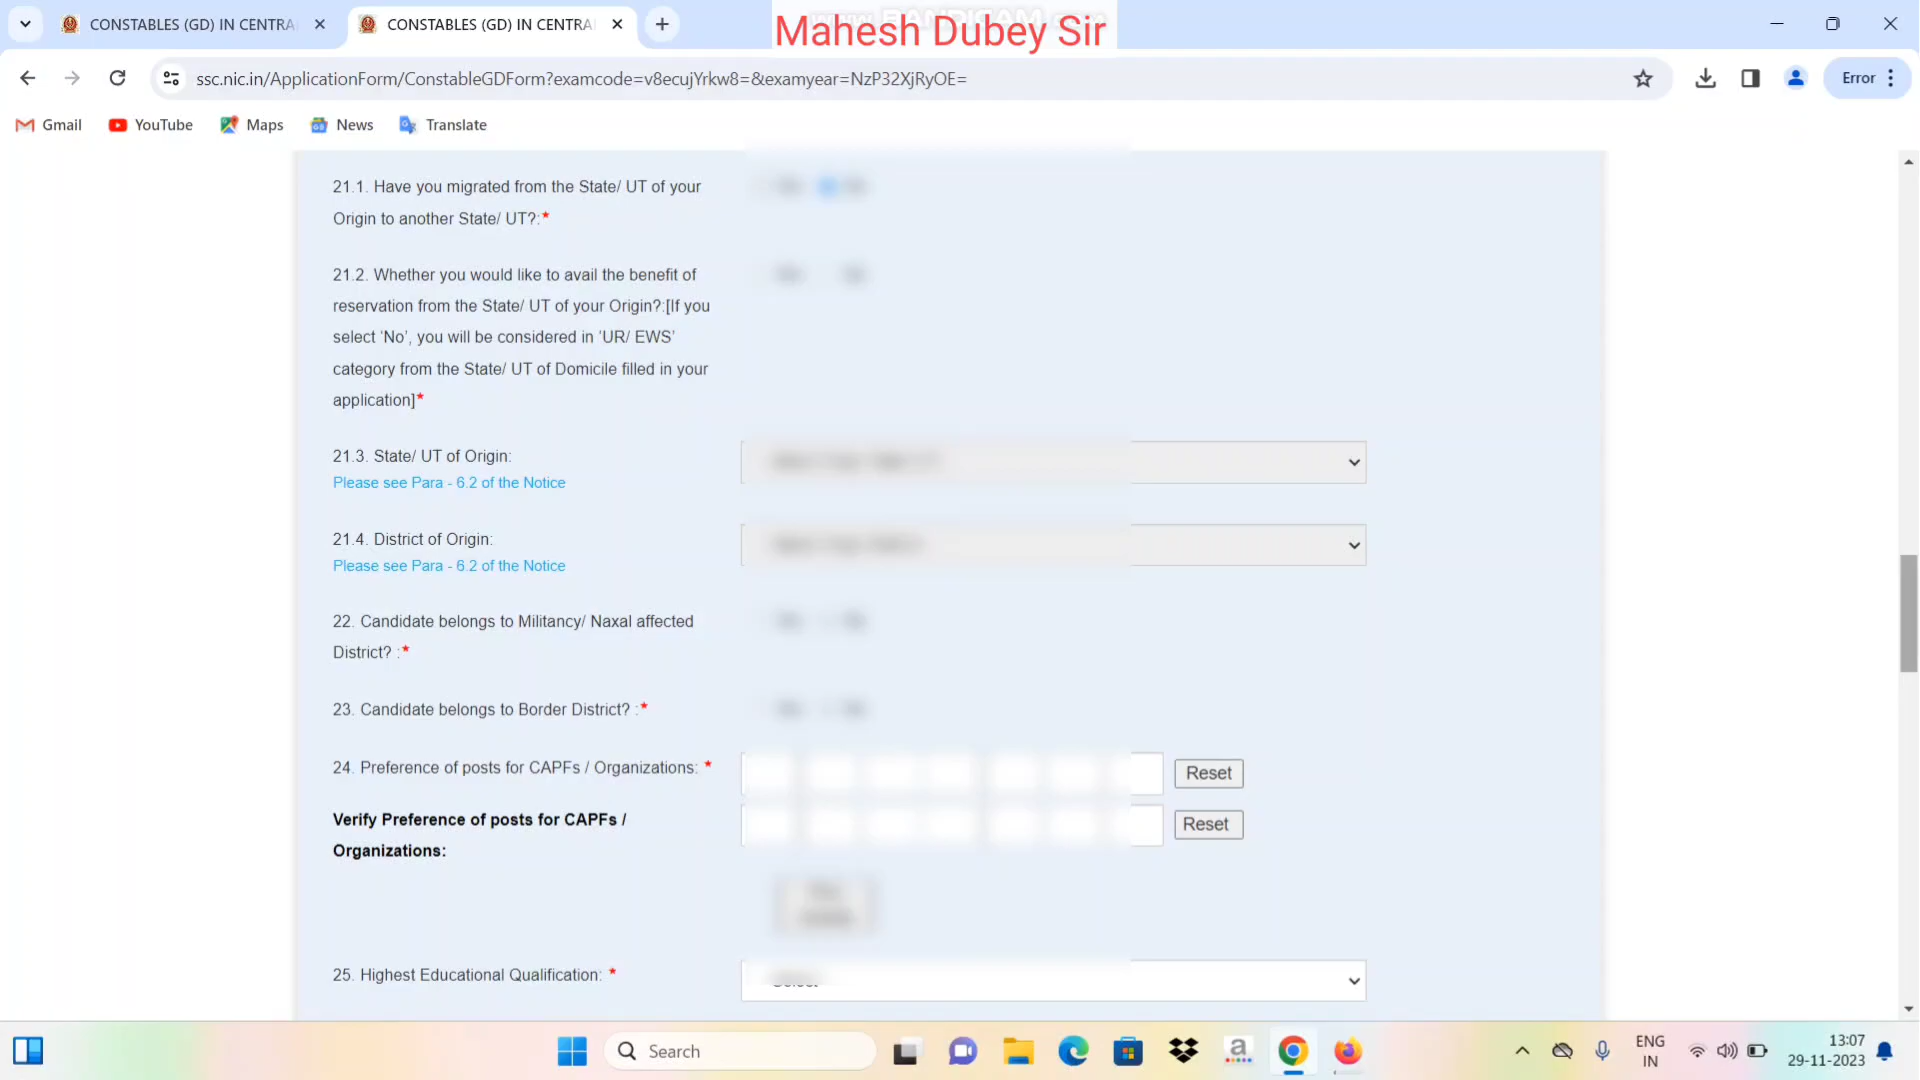 CONSTABLES (GD) IN CENTRA
CONSTABLES (GD) IN CENTRA
Mahesh Dubey Sir
ssc.nic.in/ApplicationForm/ConstableGDForm?examcode=v8ecujYrkw8=&examyear=NzP32XjRyOE=
Error
Gmail
YouTube
Maps
News
Translate
21.1. Have you migrated from the State/ UT of your
Origin to another State/ UT?:*
21.2. Whether you would like to avail the benefit of
reservation from the State/ UT of your Origin?:[If you
select 'No', you will be considered in 'UR/ EWS'
category from the State/ UT of Domicile filled in your
application]*
21.3. State/ UT of Origin:
Please see Para - 6.2 of the Notice
21.4. District of Origin:
Please see Para - 6.2 of the Notice
22. Candidate belongs to Militancy/ Naxal affected
District? :*
23. Candidate belongs to Border District? :*
24. Preference of posts for CAPFs / Organizations: *
Reset
Verify Preference of posts for CAPFs /
Organizations:
Reset
25. Highest Educational Qualification: *
Search
ENG
IN
13:07
29-11-2023